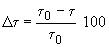 Δτ = (τ₀ − τ) / τ₀ 100